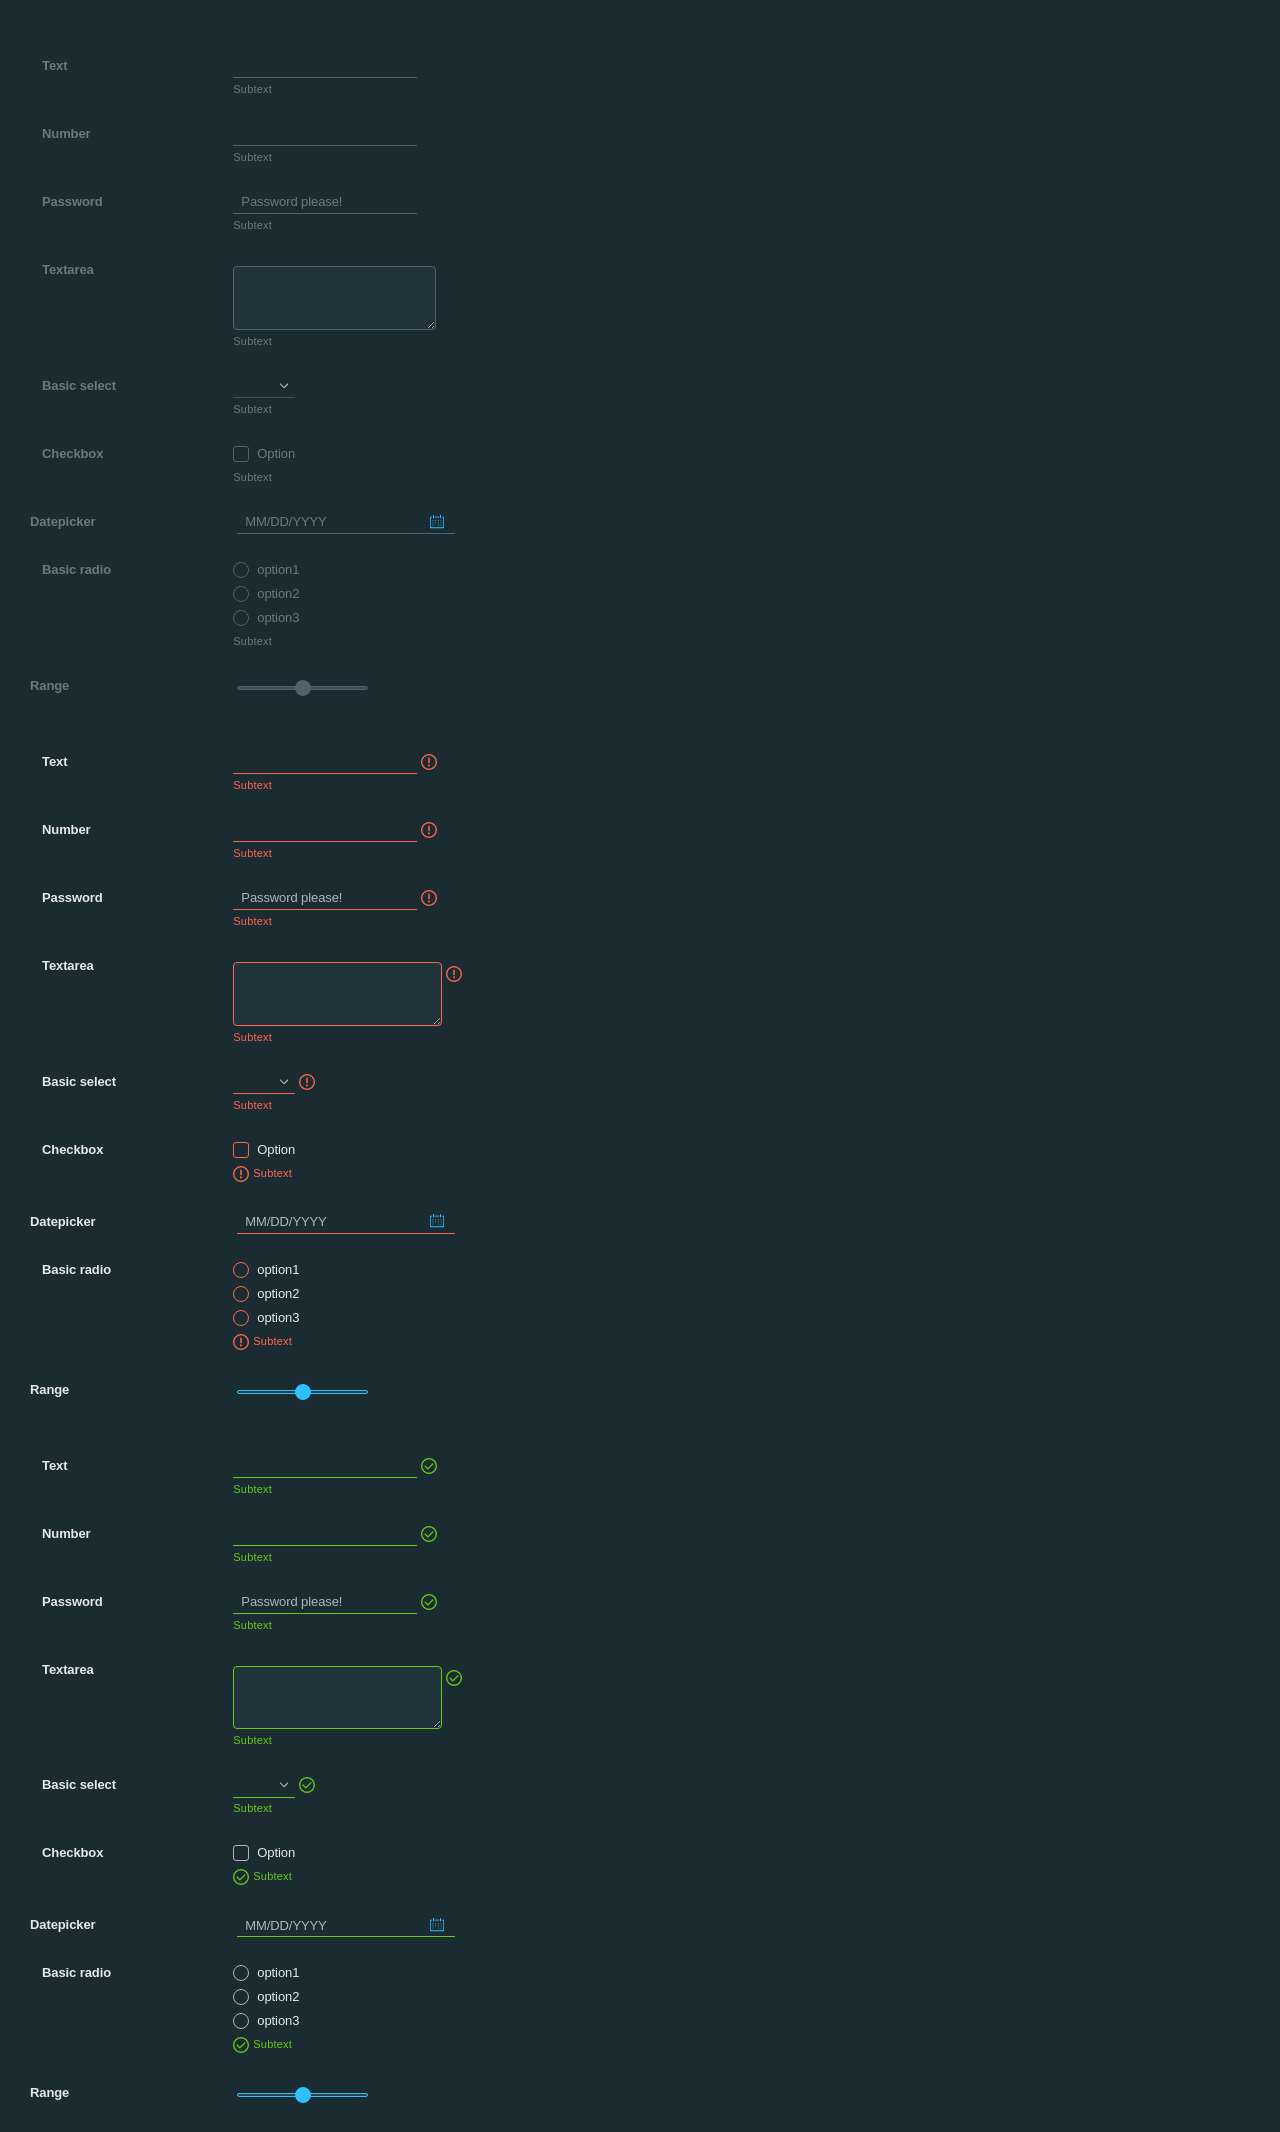 Text
Subtext
Number
Subtext
Password Password please!
Subtext
Textarea
Subtext
Basic select
Subtext
Checkbox Option
Subtext
Datepicker MM/DD/YYYY
Basic radio option1
option2
option3
Subtext
Range
Text
Subtext
Number
Subtext
Password Password please!
Subtext
Textarea
Subtext
Basic select
Subtext
Checkbox Option
Subtext
Datepicker MM/DD/YYYY
Basic radio option1
option2
option3
Subtext
Range
Text
Subtext
Number
Subtext
Password Password please!
Subtext
Textarea
Subtext
Basic select
Subtext
Checkbox Option
Subtext
Datepicker MM/DD/YYYY
Basic radio option1
option2
option3
Subtext
Range